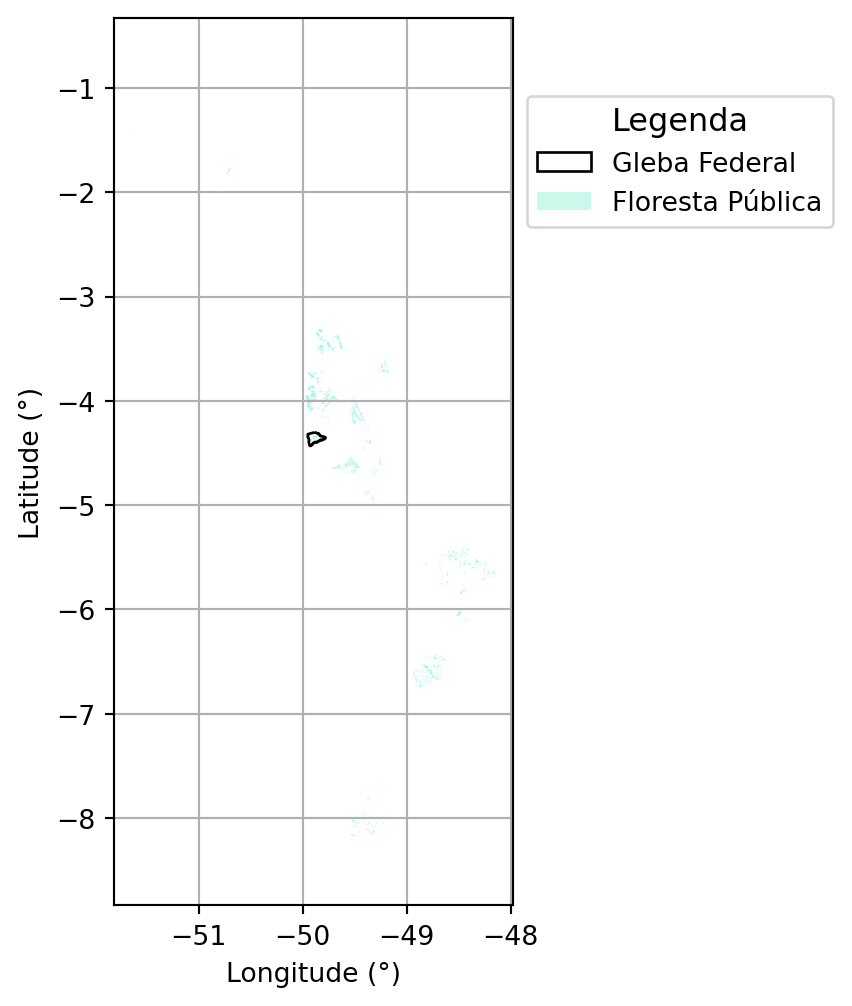 Legenda
Gleba Federal
Floresta Pública
−1
−2
−3
−4
−5
−6
−7
−8
Latitude (°)
−51
−50
−49
−48
Longitude (°)